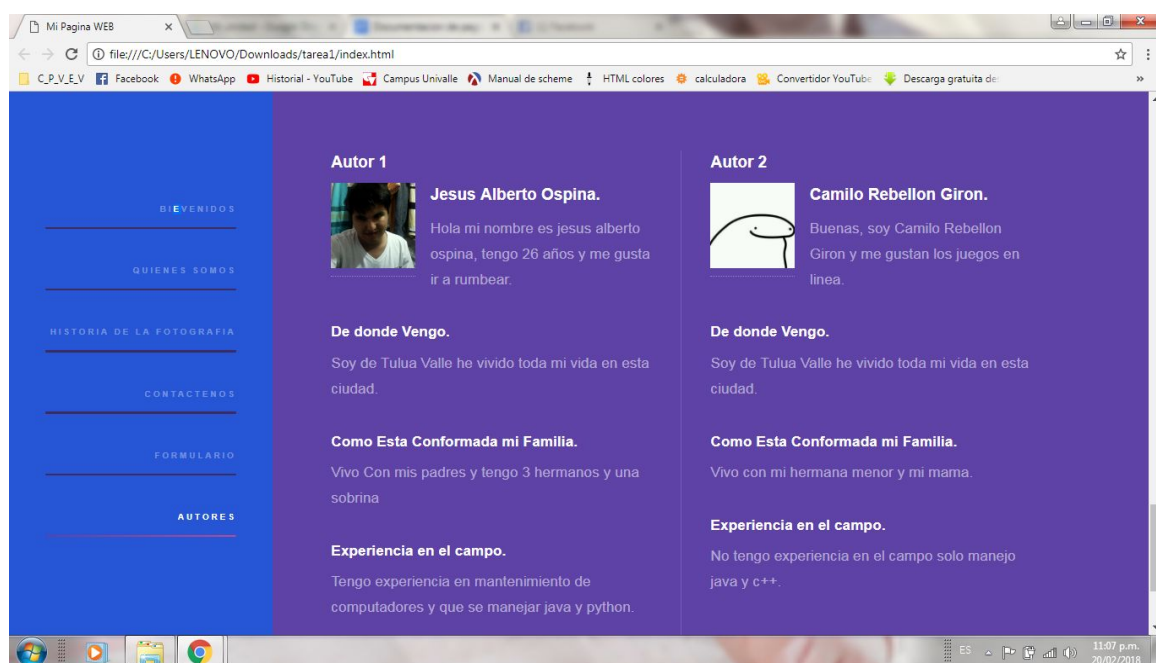 Mi Pagina WEB
file:///C:/Users/LENOVO/Downloads/tarea1/index.html
C_P_V_E_V Facebook WhatsApp Historial - YouTube Campus Univalle Manual de scheme HTML colores calculadora Convertidor YouTube Descarga gratuita de
BIENVENIDOS
QUIENES SOMOS
HISTORIA DE LA FOTOGRAFIA
CONTACTENOS
FORMULARIO
AUTORES
Autor 1
Jesus Alberto Ospina.
Hola mi nombre es jesus alberto
ospina, tengo 26 años y me gusta
ir a rumbear.
De donde Vengo.
Soy de Tulua Valle he vivido toda mi vida en esta
ciudad.
Como Esta Conformada mi Familia.
Vivo Con mis padres y tengo 3 hermanos y una
sobrina
Experiencia en el campo.
Tengo experiencia en mantenimiento de
computadores y que se manejar java y python.
Autor 2
Camilo Rebellon Giron.
Buenas, soy Camilo Rebellon
Giron y me gustan los juegos en
linea.
De donde Vengo.
Soy de Tulua Valle he vivido toda mi vida en esta
ciudad.
Como Esta Conformada mi Familia.
Vivo con mi hermana menor y mi mama.
Experiencia en el campo.
No tengo experiencia en el campo solo manejo
java y c++.
ES
11:07 p.m.
20/02/2018